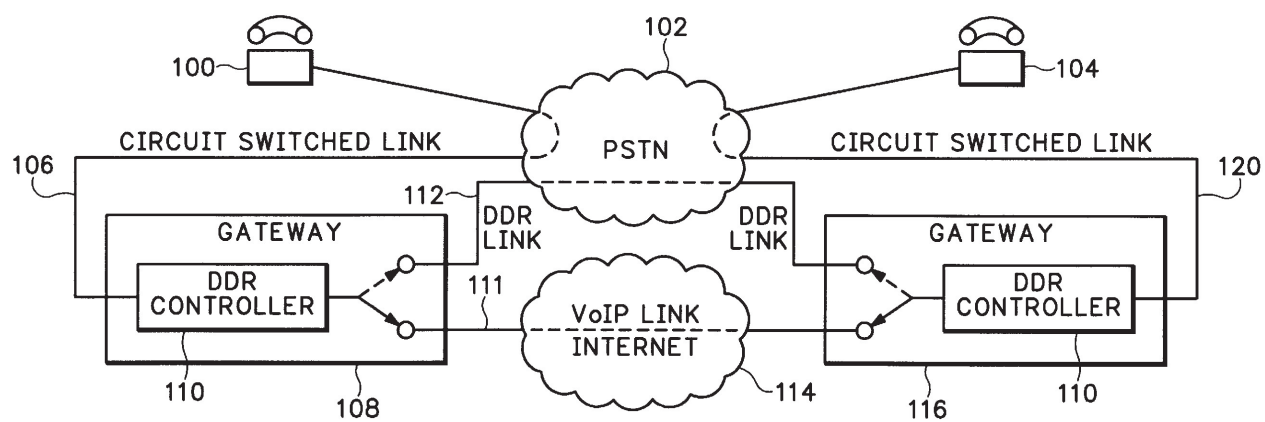 102
100
104
CIRCUIT SWITCHED LINK
PSTN
CIRCUIT SWITCHED LINK
106
120
112
DDR
LINK
DDR
LINK
GATEWAY
GATEWAY
DDR
CONTROLLER
DDR
CONTROLLER
111
VoIP LINK
INTERNET
110
108
114
116
110